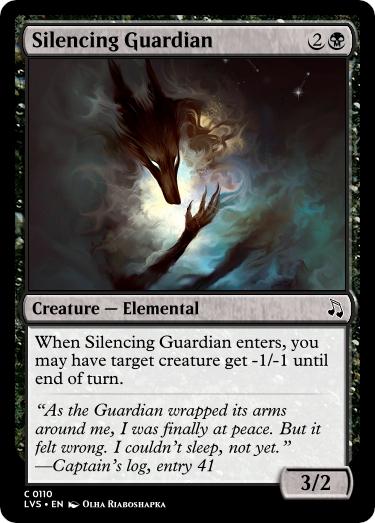 Silencing Guardian 2
Creature — Elemental
When Silencing Guardian enters, you
may have target creature get -1/-1 until
end of turn.
“As the Guardian wrapped its arms
around me, I was finally at peace. But it
felt wrong. I couldn’t sleep, not yet.”
—Captain’s log, entry 41
3/2
C 0110
LVS • EN Olha Riaboshapka